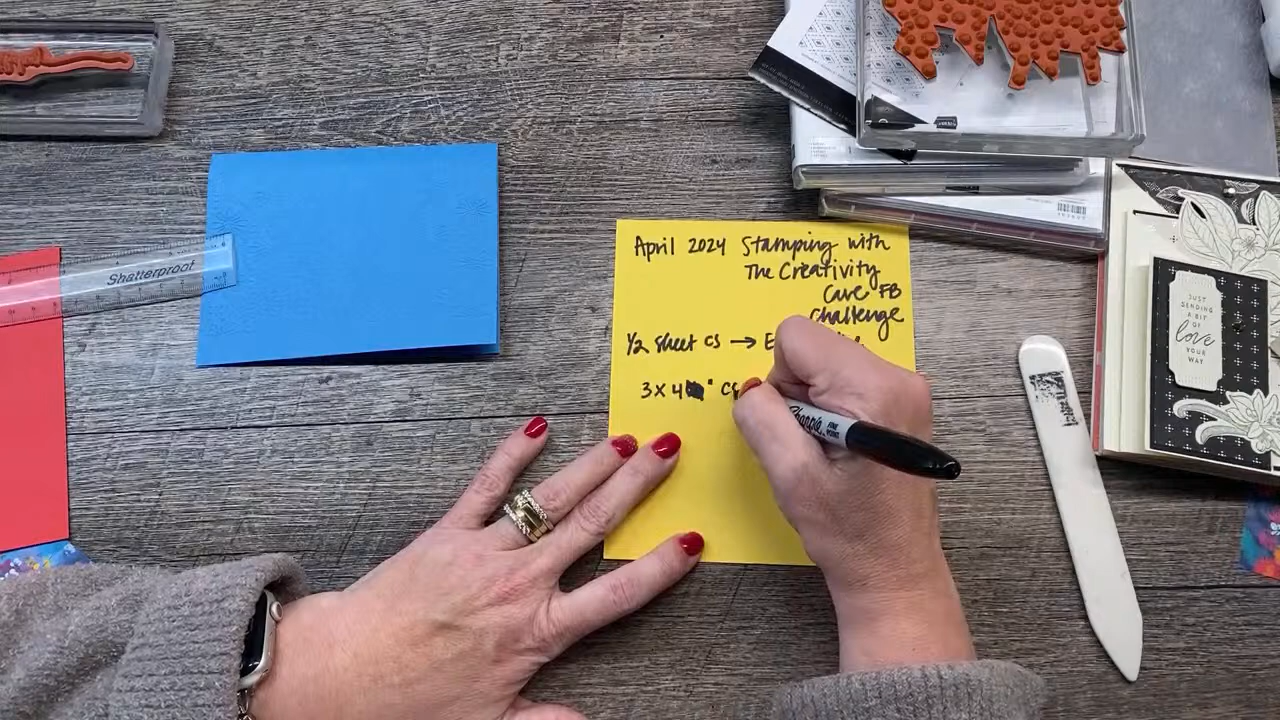 April 2024 Stamping with
The Creativity
Cave FB
Challenge
1/2 sheet CS →
3 x 4 " CS
Shatterproof
Sharpie
FINE
POINT
JUST
SENDING
A BIT
OF
love
YOUR
WAY